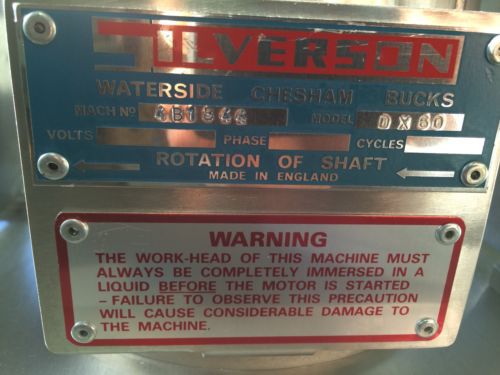 SILVERSON
WATERSIDE CHESHAM BUCKS
MACH Nº 4B1844 MODEL DX60
VOLTS PHASE CYCLES
ROTATION OF SHAFT
MADE IN ENGLAND
WARNING
THE WORK-HEAD OF THIS MACHINE MUST
ALWAYS BE COMPLETELY IMMERSED IN A
LIQUID BEFORE THE MOTOR IS STARTED
– FAILURE TO OBSERVE THIS PRECAUTION
WILL CAUSE CONSIDERABLE DAMAGE TO
THE MACHINE.